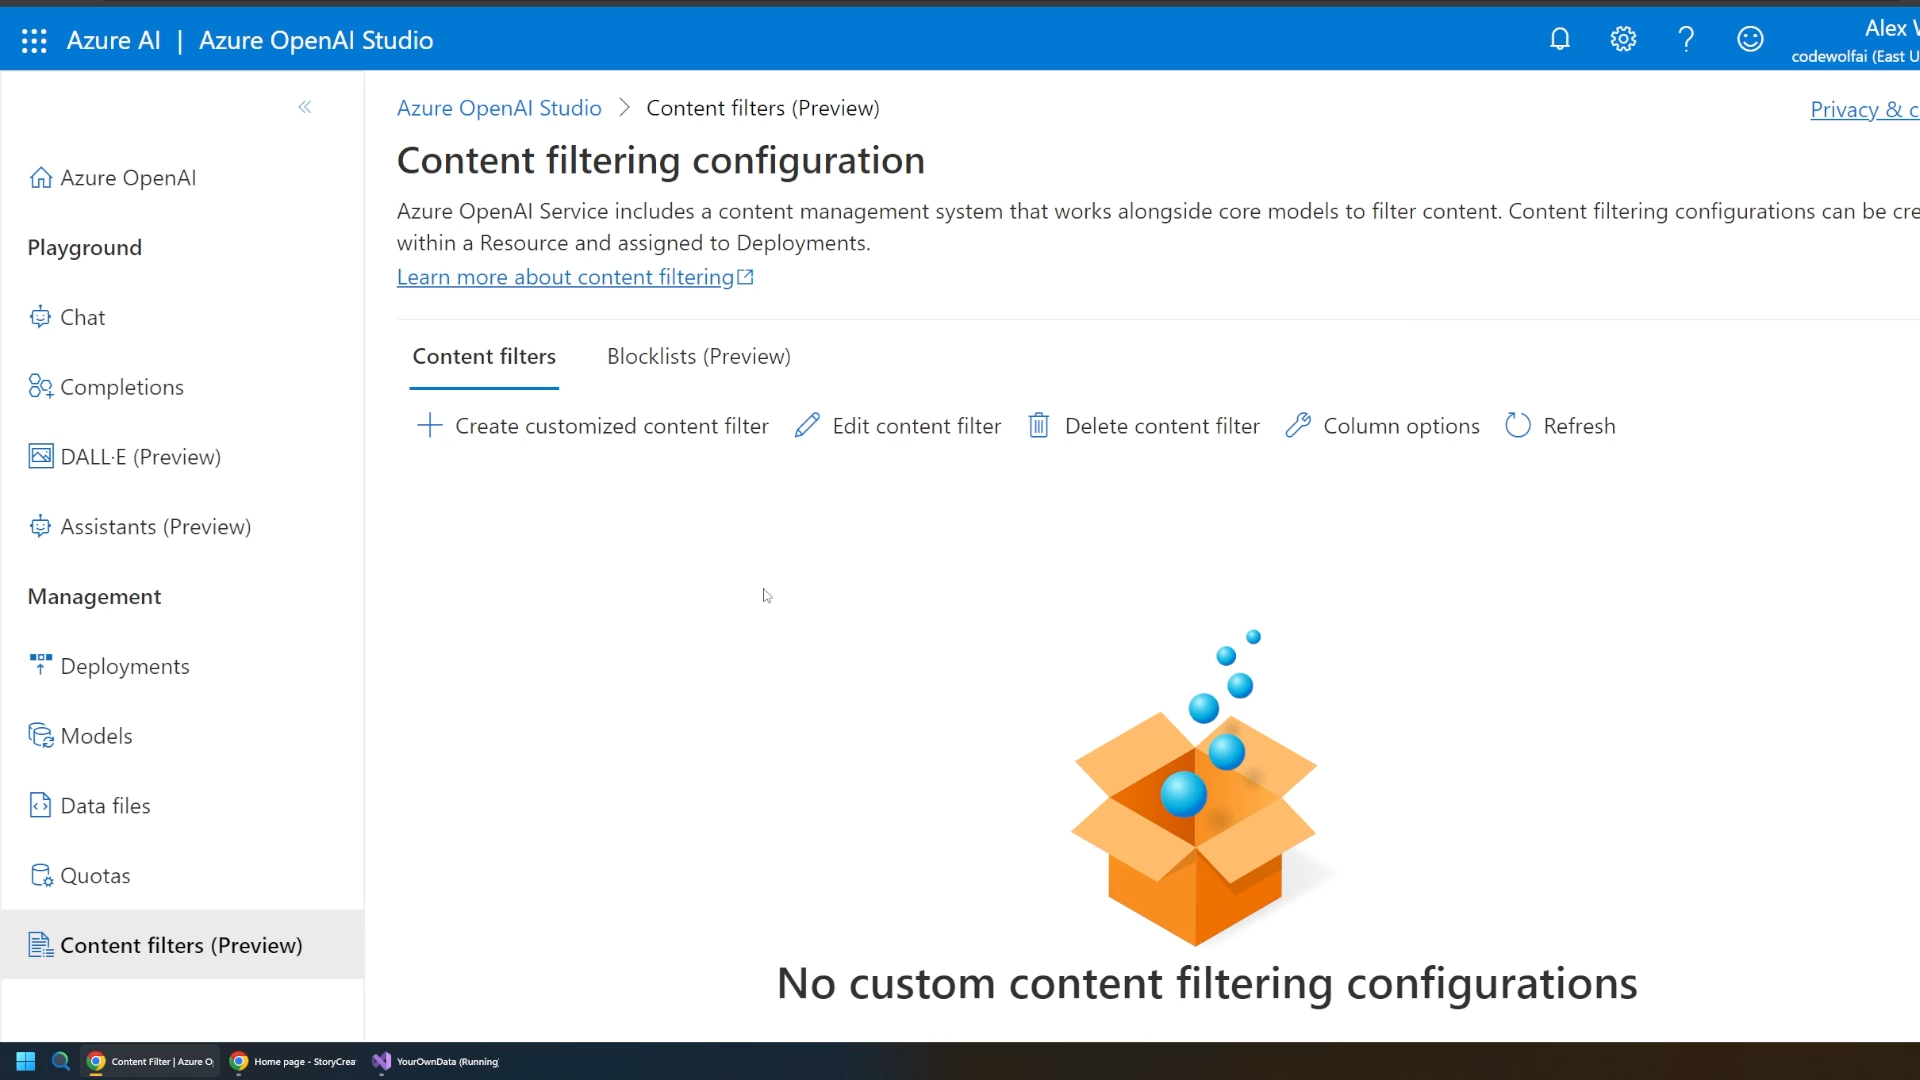 Azure AI | Azure OpenAI Studio
Alex
codewolfai (East
Azure OpenAI Studio > Content filters (Preview)
Privacy &
Content filtering configuration
Azure OpenAI Service includes a content management system that works alongside core models to filter content. Content filtering configurations can be
within a Resource and assigned to Deployments.
Learn more about content filtering
Content filters
Blocklists (Preview)
Create customized content filter
Edit content filter
Delete content filter
Column options
Refresh
Azure OpenAI
Playground
Chat
Completions
DALL·E (Preview)
Assistants (Preview)
Management
Deployments
Models
Data files
Quotas
Content filters (Preview)
No custom content filtering configurations
Content Filter | Azure O
Home page - StoryCrea
YourOwnData (Running